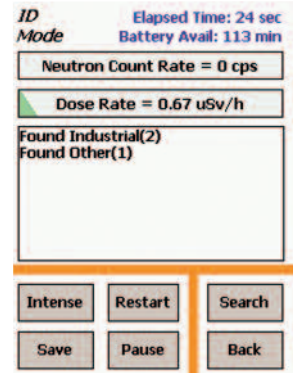 ID Elapsed Time: 24 sec
Mode Battery Avail: 113 min
Neutron Count Rate = 0 cps
Dose Rate = 0.67 uSv/h
Found Industrial(2)
Found Other(1)
Intense Restart Search
Save Pause Back